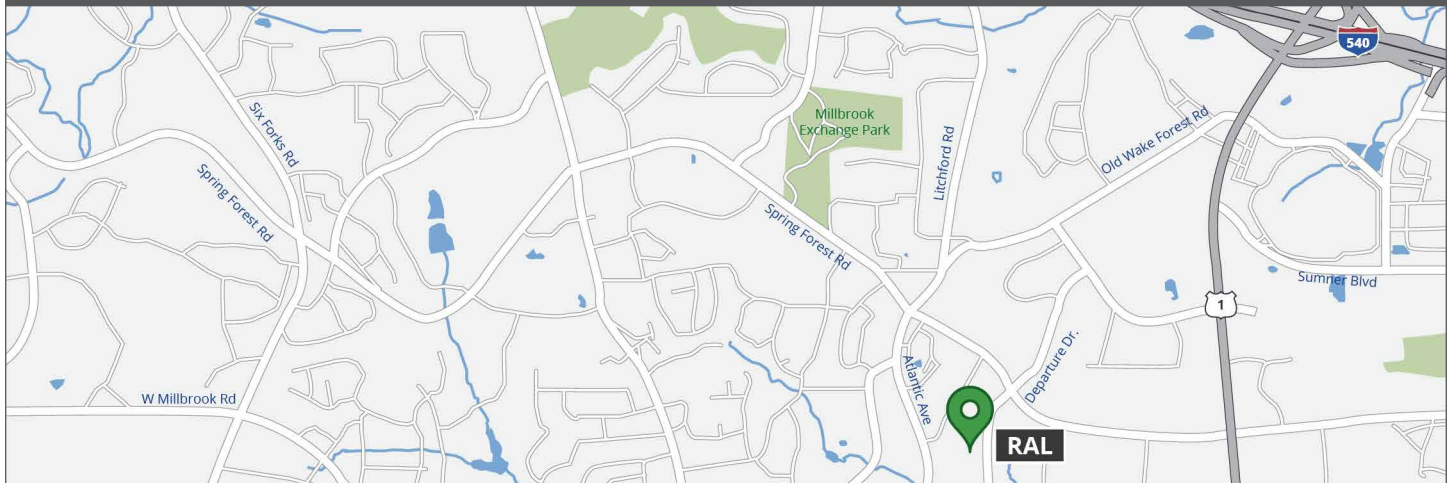 540
Six Forks Rd
Spring Forest Rd
Millbrook
Exchange Park
Litchford Rd
Old Wake Forest Rd
Spring Forest Rd
Sumner Blvd
1
W Millbrook Rd
Atlantic Ave
Departure Dr.
RAL